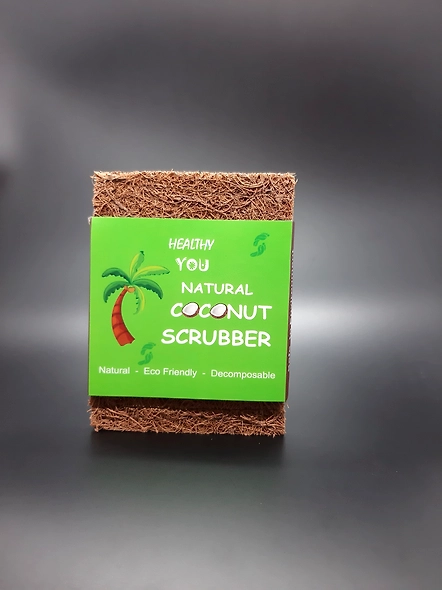 HEALTHY
YOU
NATURAL
COCONUT
SCRUBBER
Natural - Eco Friendly - Decomposable